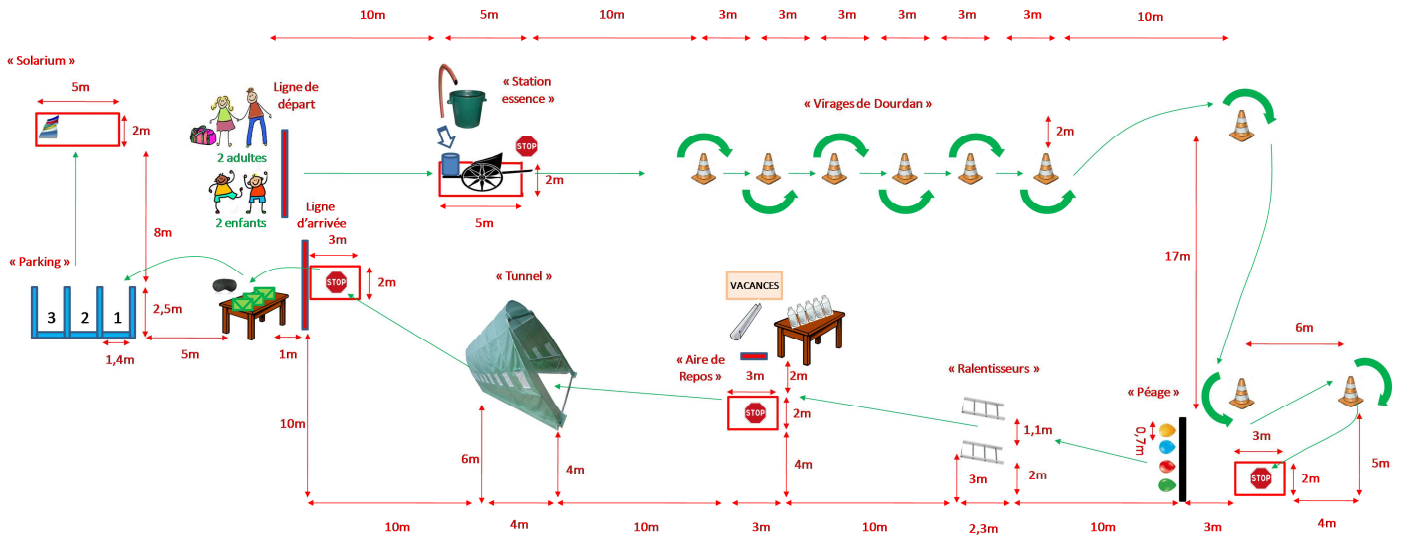 10m
5m
10m
3m
3m
3m
3m
3m
3m
10m
« Solarium »
5m
2m
Ligne de
départ
2 adultes
2 enfants
« Station
essence »
STOP
2m
5m
« Virages de Dourdan »
2m
17m
Ligne
d'arrivée
3m
STOP
2m
8m
« Parking »
3
2
1
2,5m
1,4m
5m
1m
10m
« Tunnel »
6m
4m
VACANCES
« Aire de
Repos »
3m
2m
STOP
2m
4m
« Ralentisseurs »
1,1m
3m
2m
« Péage »
0,7m
6m
3m
STOP
2m
5m
4m
10m
4m
10m
3m
10m
2,3m
10m
3m